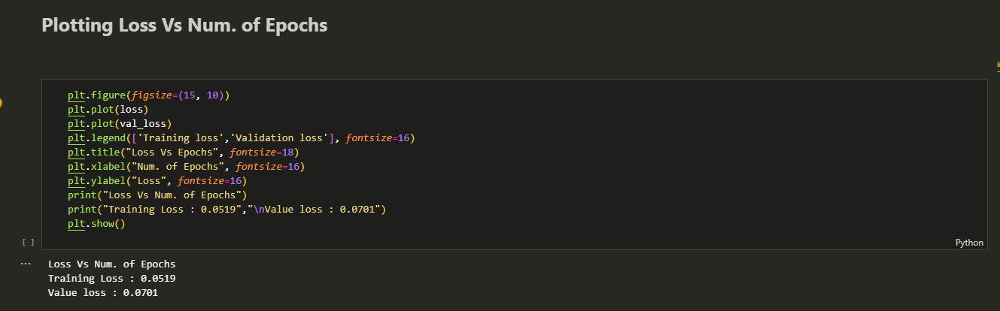 Plotting Loss Vs Num. of Epochs
plt.figure(figsize=(15, 10))
plt.plot(loss)
plt.plot(val_loss)
plt.legend(['Training loss','Validation loss'], fontsize=16)
plt.title("Loss Vs Epochs", fontsize=18)
plt.xlabel("Num. of Epochs", fontsize=16)
plt.ylabel("Loss", fontsize=16)
print("Loss Vs Num. of Epochs")
print("Training Loss : 0.0519","\nValue loss : 0.0701")
plt.show()
[ ]
Python
...
Loss Vs Num. of Epochs
Training Loss : 0.0519
Value loss : 0.0701